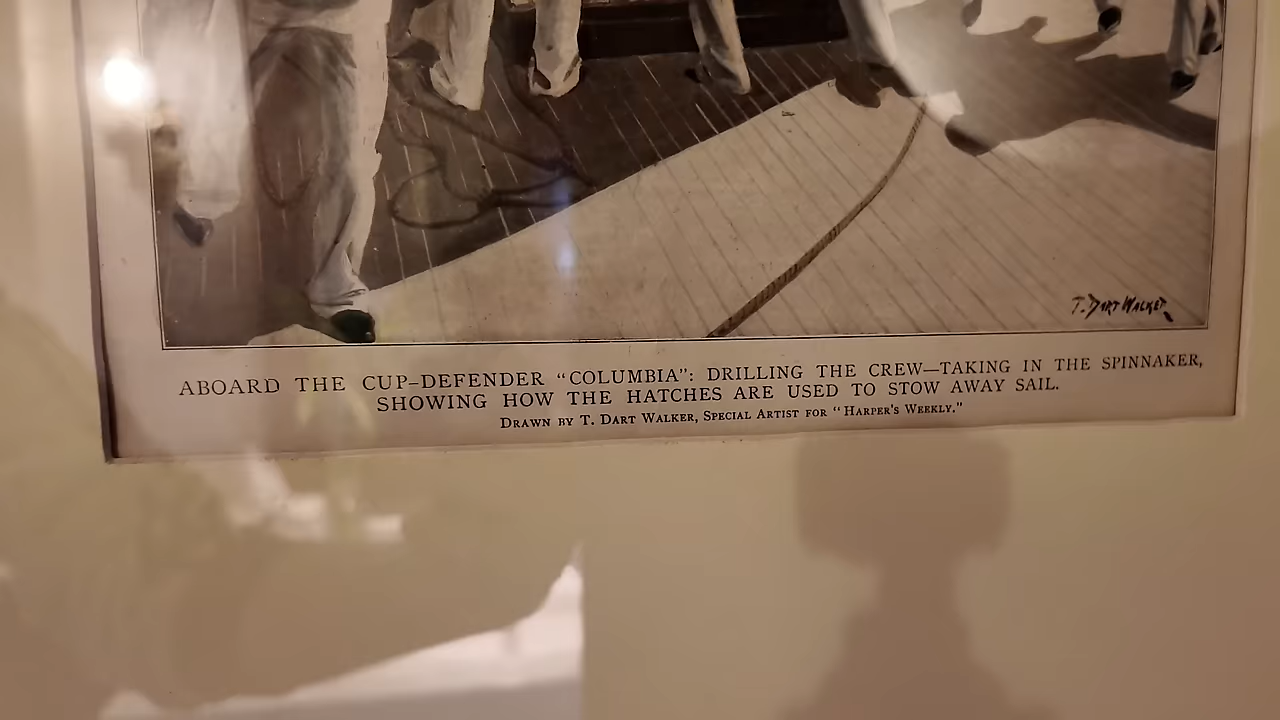 T. DART WALKER
ABOARD THE CUP–DEFENDER "COLUMBIA": DRILLING THE CREW—TAKING IN THE SPINNAKER,
SHOWING HOW THE HATCHES ARE USED TO STOW AWAY SAIL.
DRAWN BY T. DART WALKER, SPECIAL ARTIST FOR "HARPER'S WEEKLY."